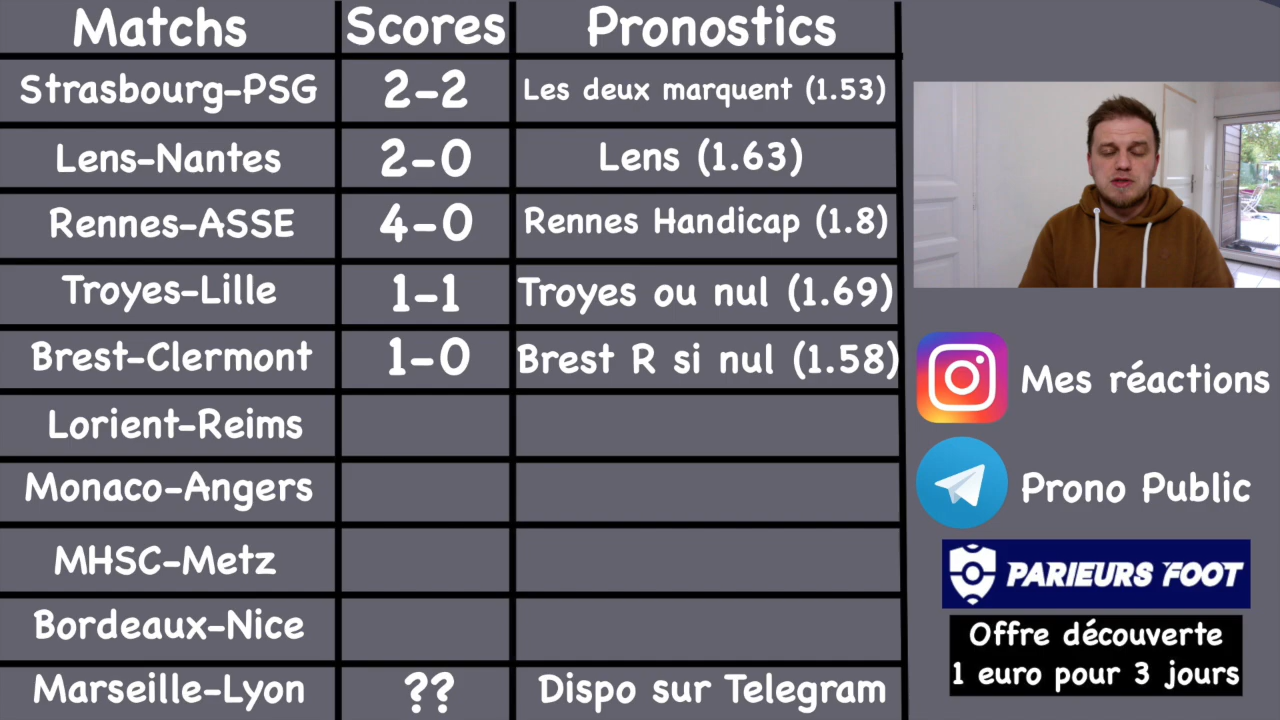 Matchs Scores Pronostics
Strasbourg-PSG 2-2 Les deux marquent (1.53)
Lens-Nantes 2-0 Lens (1.63)
Rennes-ASSE 4-0 Rennes Handicap (1.8)
Troyes-Lille 1-1 Troyes ou nul (1.69)
Brest-Clermont 1-0 Brest R si nul (1.58)
Lorient-Reims
Monaco-Angers
MHSC-Metz
Bordeaux-Nice
Marseille-Lyon ?? Dispo sur Telegram
Mes réactions
Prono Public
PARIEURS FOOT
Offre découverte
1 euro pour 3 jours